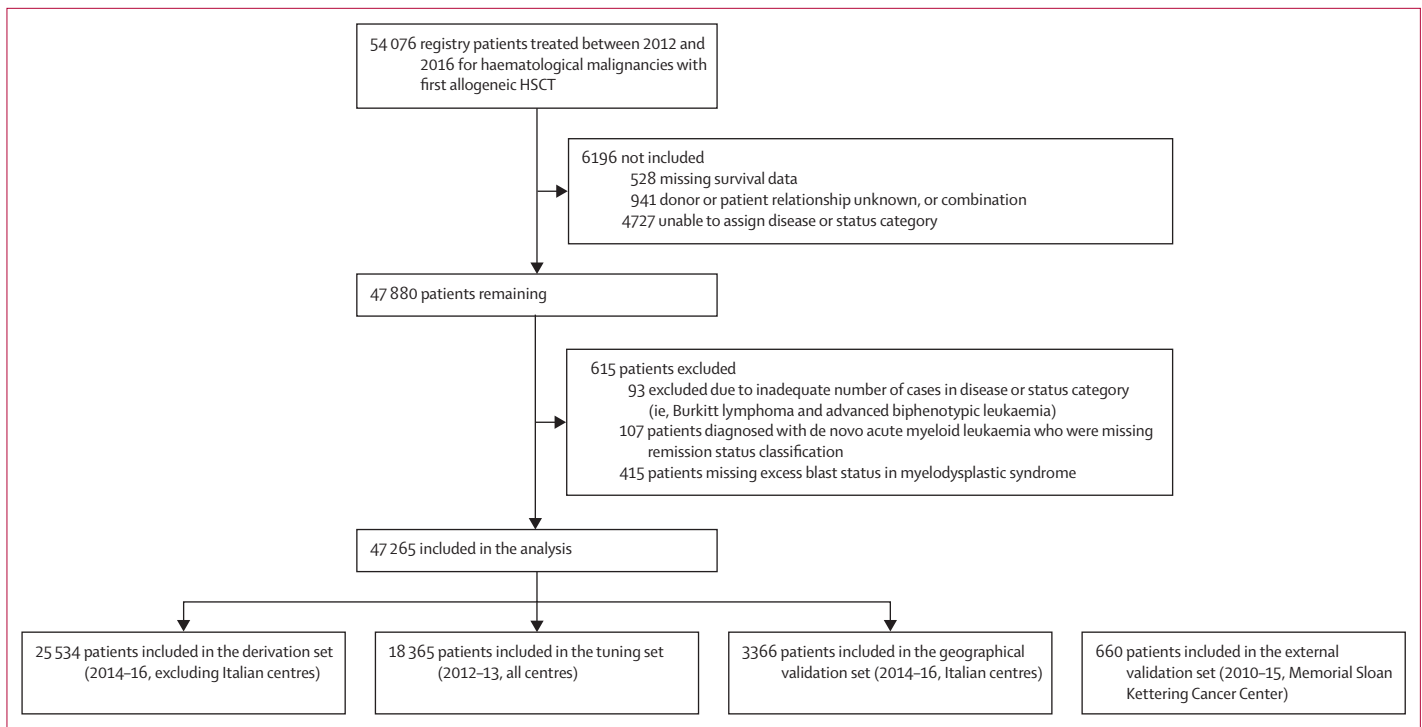 54 076 registry patients treated between 2012 and
2016 for haematological malignancies with
first allogeneic HSCT
6196 not included
528 missing survival data
941 donor or patient relationship unknown, or combination
4727 unable to assign disease or status category
47 880 patients remaining
615 patients excluded
93 excluded due to inadequate number of cases in disease or status category
(ie, Burkitt lymphoma and advanced biphenotypic leukaemia)
107 patients diagnosed with de novo acute myeloid leukaemia who were missing
remission status classification
415 patients missing excess blast status in myelodysplastic syndrome
47 265 included in the analysis
25 534 patients included in the derivation set
(2014–16, excluding Italian centres)
18 365 patients included in the tuning set
(2012–13, all centres)
3366 patients included in the geographical
validation set (2014–16, Italian centres)
660 patients included in the external
validation set (2010–15, Memorial Sloan
Kettering Cancer Center)